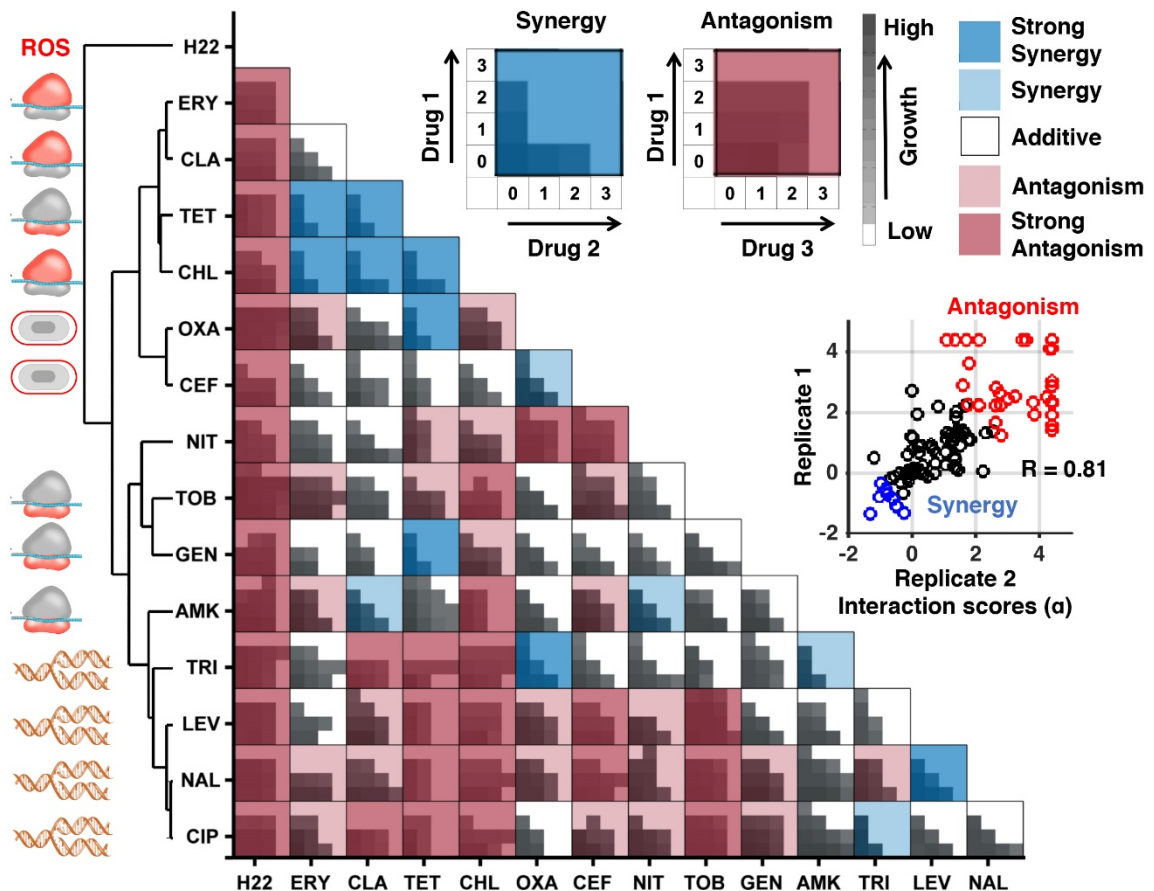 ROS
H22
ERY
CLA
TET
CHL
OXA
CEF
NIT
TOB
GEN
AMK
TRI
LEV
NAL
CIP
H22 ERY CLA TET CHL OXA CEF NIT TOB GEN AMK TRI LEV NAL
Synergy
Drug 1
3
2
1
0
0 1 2 3
Drug 2
Antagonism
Drug 1
3
2
1
0
0 1 2 3
Drug 3
High
Growth
Low
Strong
Synergy
Synergy
Additive
Antagonism
Strong
Antagonism
Antagonism
Replicate 1
4
2
0
-2
R = 0.81
Synergy
-2 0 2 4
Replicate 2
Interaction scores (α)